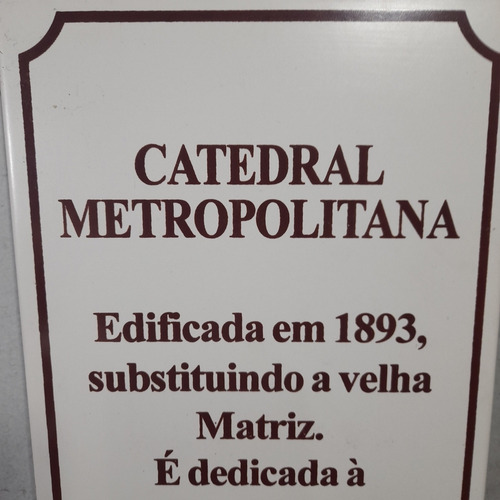 CATEDRAL
METROPOLITANA
Edificada em 1893,
substituindo a velha
Matriz.
É dedicada à